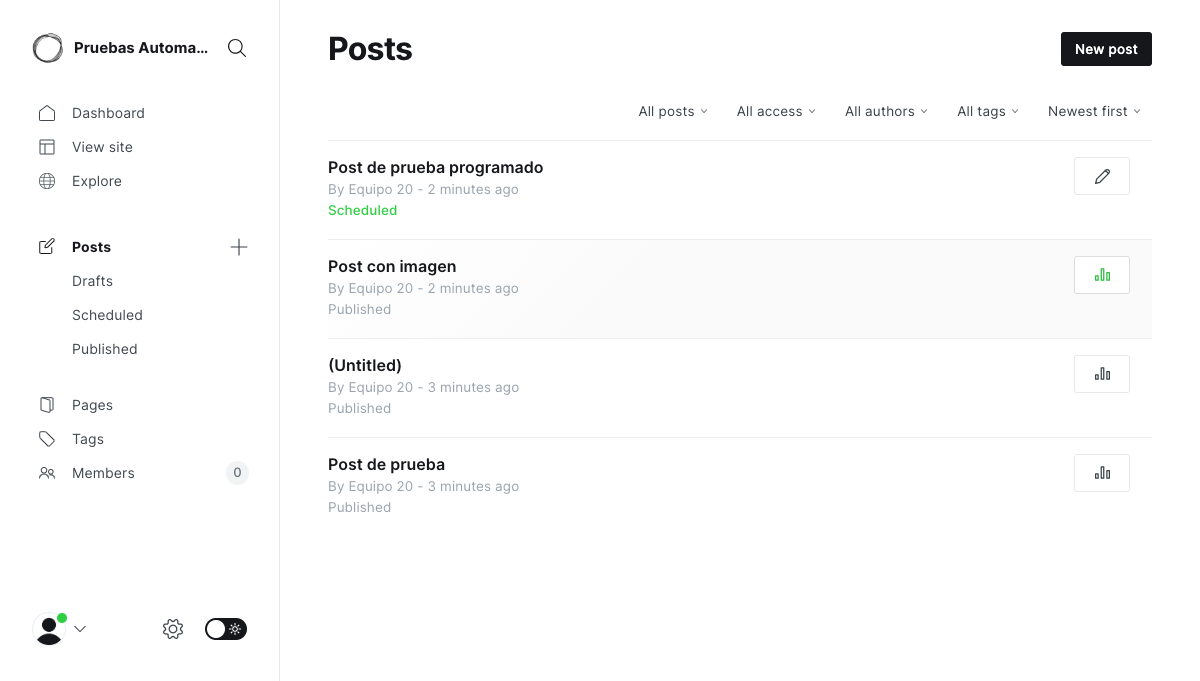 Pruebas Automa...
Dashboard
View site
Explore
Posts
Drafts
Scheduled
Published
Pages
Tags
Members
0
Posts
New post
All posts
All access
All authors
All tags
Newest first
Post de prueba programado
By Equipo 20 - 2 minutes ago
Scheduled
Post con imagen
By Equipo 20 - 2 minutes ago
Published
(Untitled)
By Equipo 20 - 3 minutes ago
Published
Post de prueba
By Equipo 20 - 3 minutes ago
Published